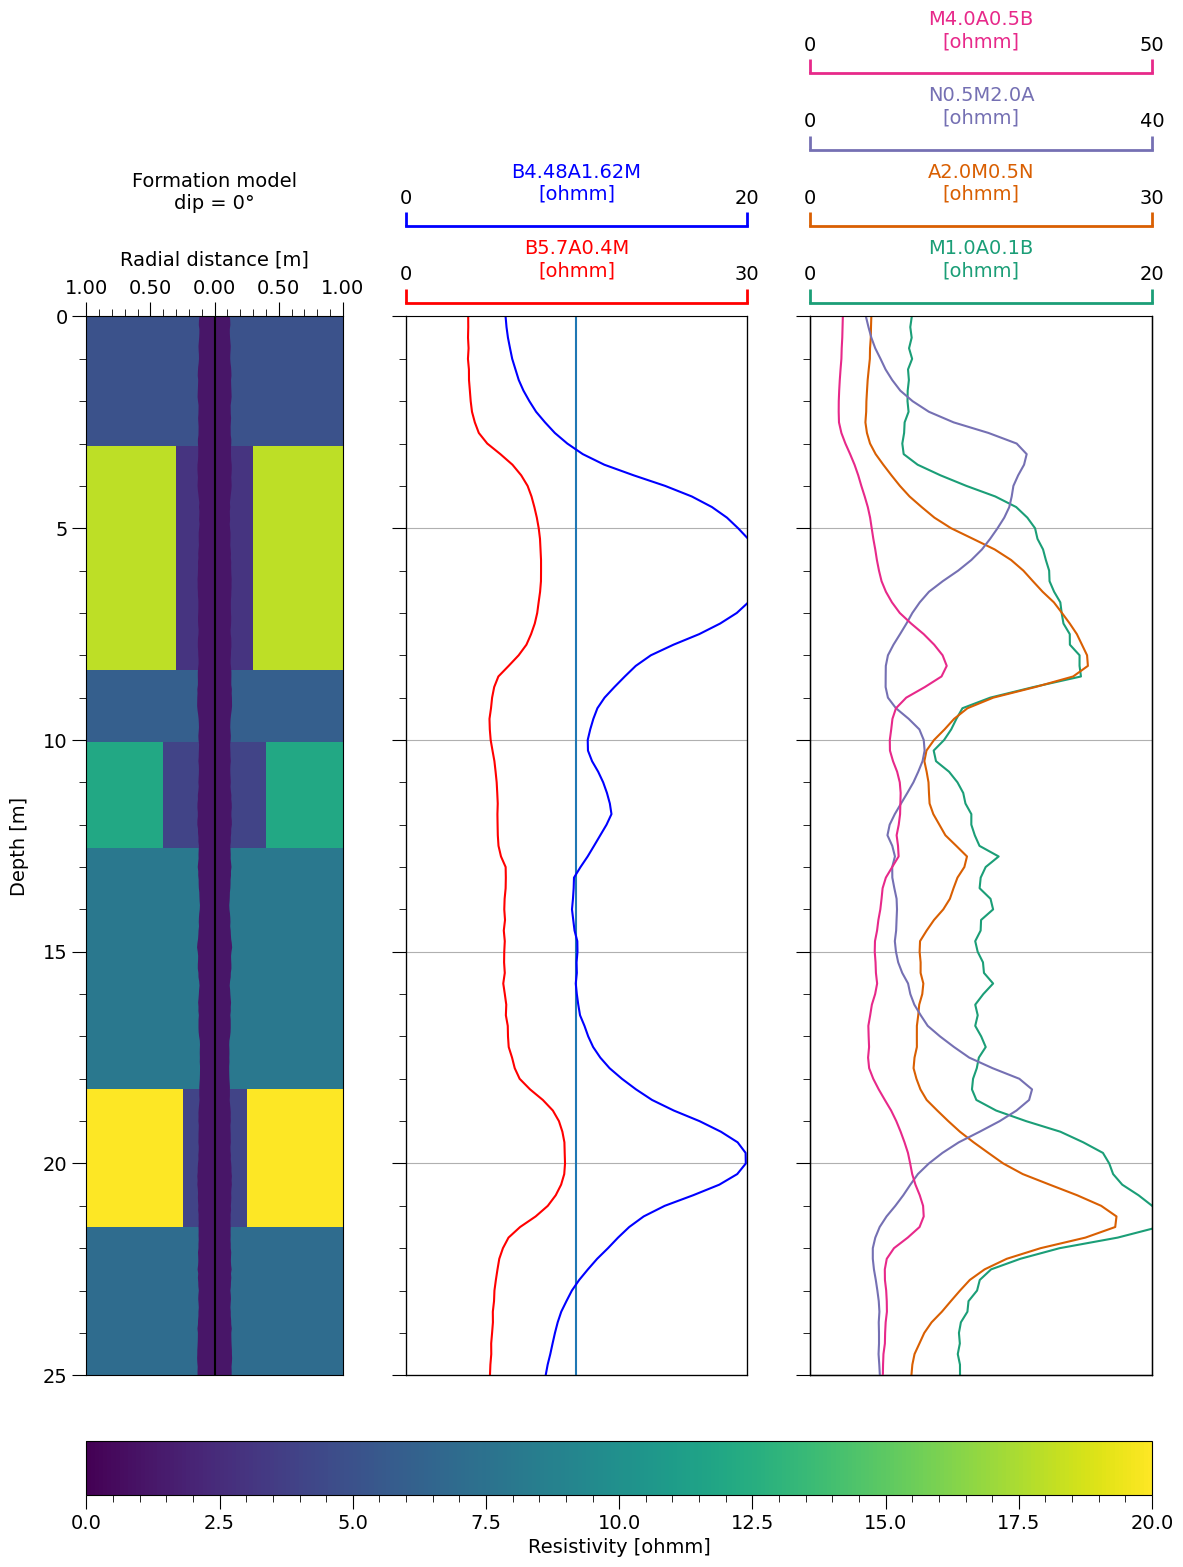 M4.0A0.5B
[ohmm]
0 50
N0.5M2.0A
[ohmm]
0 40
Formation model
dip = 0°
B4.48A1.62M
[ohmm]
0 20
A2.0M0.5N
[ohmm]
0 30
Radial distance [m]
1.00 0.50 0.00 0.50 1.00
B5.7A0.4M
[ohmm]
0 30
M1.0A0.1B
[ohmm]
0 20
0
5
10
15
20
25
Depth [m]
0.0 2.5 5.0 7.5 10.0 12.5 15.0 17.5 20.0
Resistivity [ohmm]